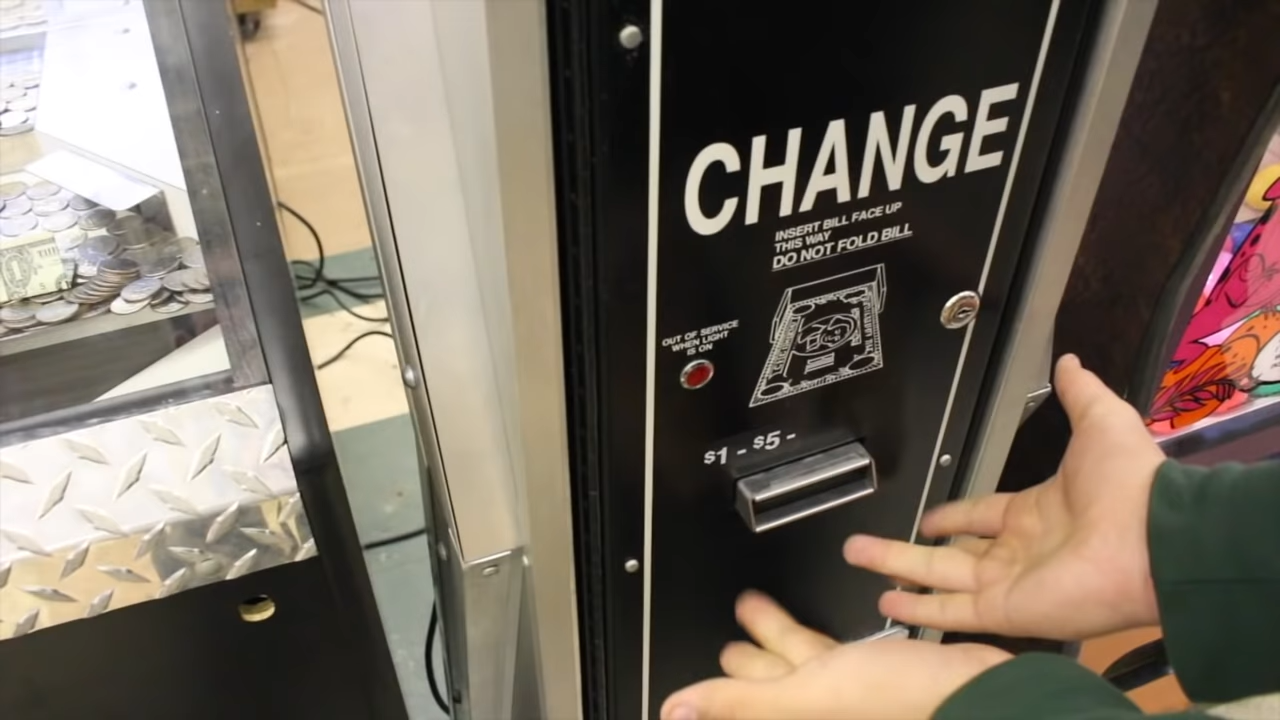 CHANGE
INSERT BILL FACE UP
THIS WAY
DO NOT FOLD BILL
OUT OF SERVICE
WHEN LIGHT
IS ON
$1 - $5 -
1